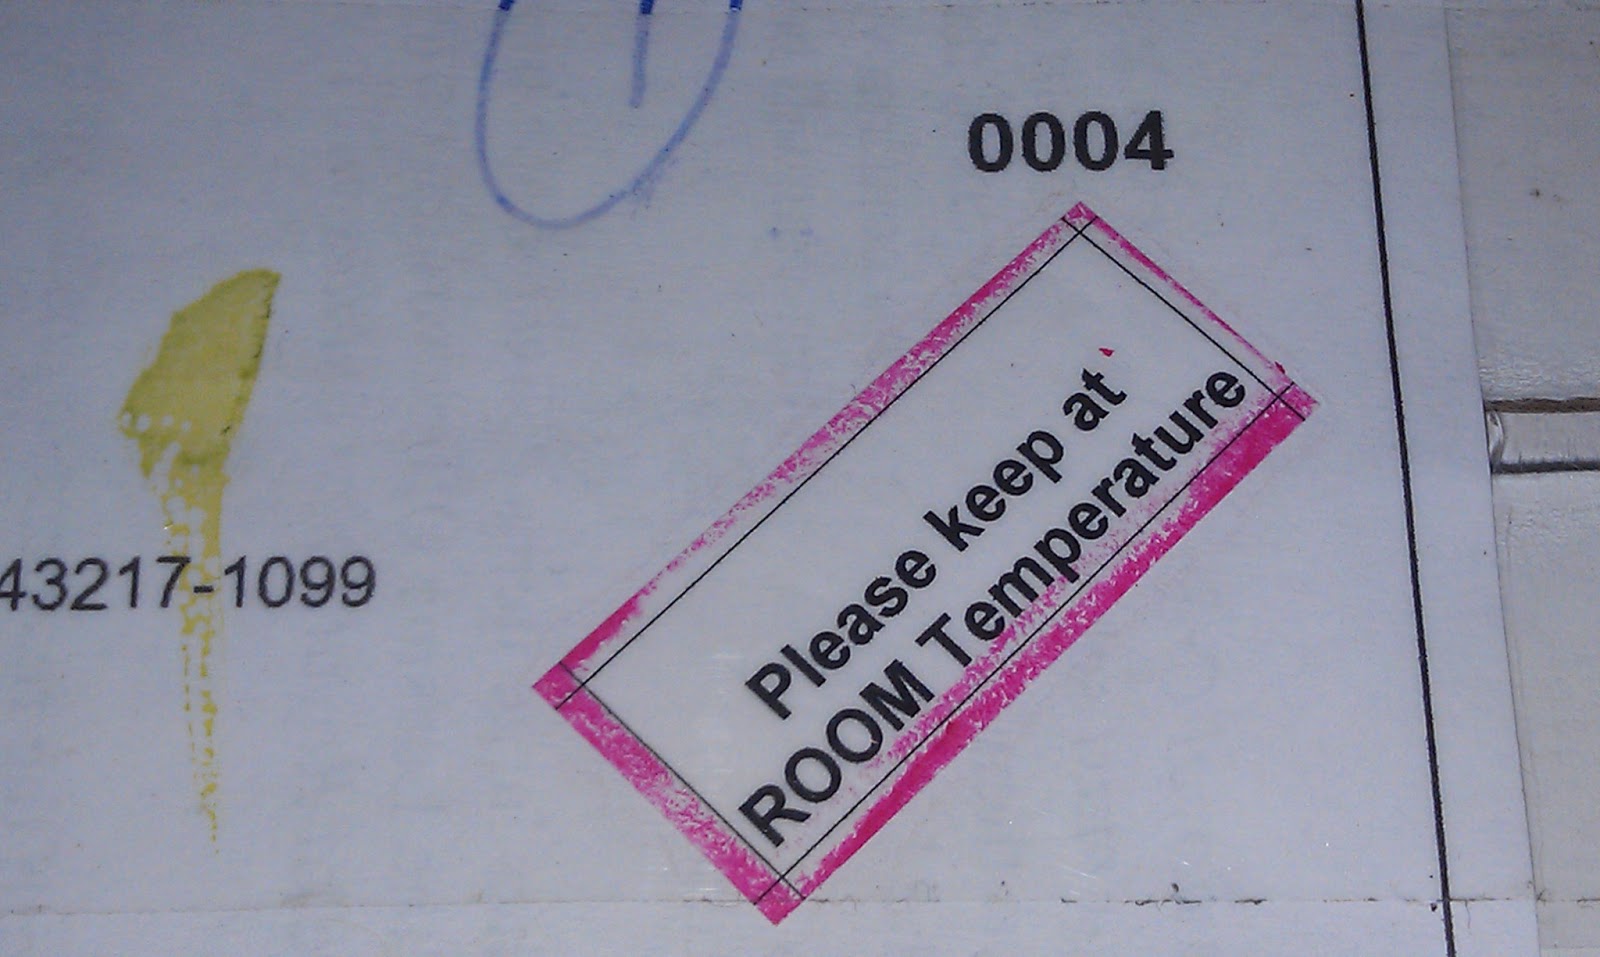 0004
Please keep at
ROOM Temperature
43217-1099